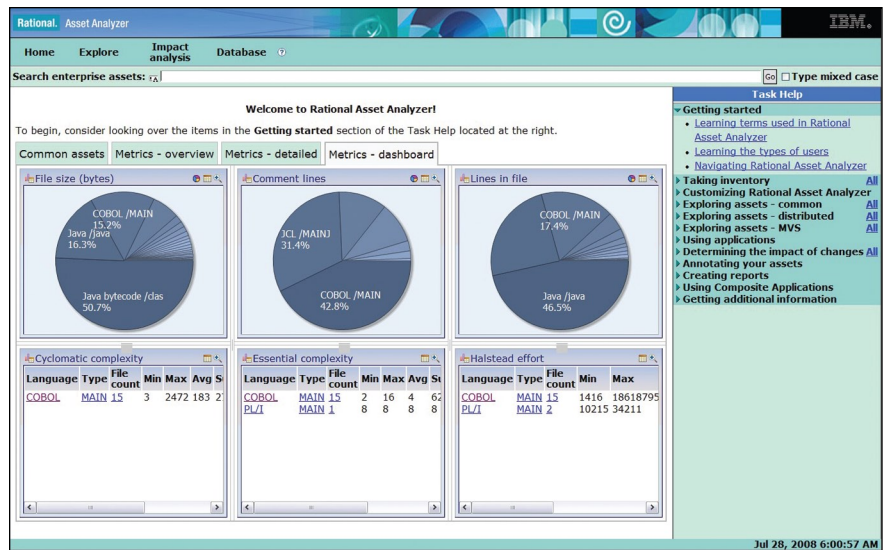 Rational. Asset Analyzer
IBM.
Home Explore Impact analysis Database ?
Search enterprise assets:
Go Type mixed case
Welcome to Rational Asset Analyzer!
To begin, consider looking over the items in the Getting started section of the Task Help located at the right.
Common assets Metrics - overview Metrics - detailed Metrics - dashboard
File size (bytes)
COBOL /MAIN
15.2%
Java /java
16.3%
Java bytecode /clas
50.7%
Comment lines
JCL /MAINJ
31.4%
COBOL /MAIN
42.8%
Lines in file
COBOL /MAIN
17.4%
Java /java
46.5%
Cyclomatic complexity
Language Type File count Min Max Avg
COBOL MAIN 15 3 2472 183
Essential complexity
Language Type File count Min Max Avg
COBOL MAIN 15 2 16 4 62
PL/I MAIN 1 8 8 8 8
Halstead effort
Language Type File count Min Max
COBOL MAIN 15 1416 18618795
PL/I MAIN 2 10215 34211
Task Help
Getting started
Learning terms used in Rational
Asset Analyzer
Learning the types of users
Navigating Rational Asset Analyzer
Taking inventory All
Customizing Rational Asset Analyzer
Exploring assets - common All
Exploring assets - distributed All
Exploring assets - MVS All
Using applications
Determining the impact of changes All
Annotating your assets
Creating reports
Using Composite Applications
Getting additional information
Jul 28, 2008 6:00:57 AM